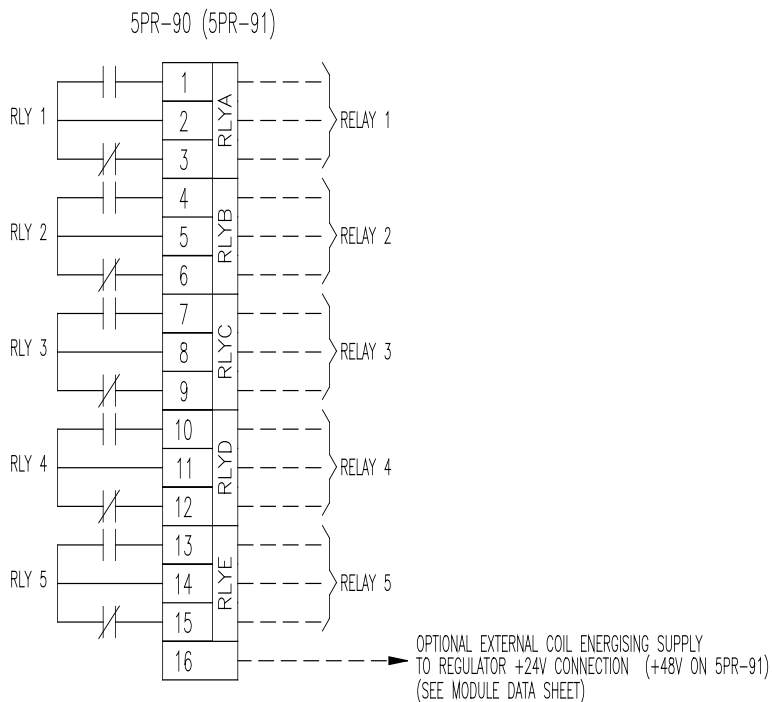 5PR-90 (5PR-91)
RLY 1
1
2
3
RLYA
RELAY 1
RLY 2
4
5
6
RLYB
RELAY 2
RLY 3
7
8
9
RLYC
RELAY 3
RLY 4
10
11
12
RLYD
RELAY 4
RLY 5
13
14
15
RLYE
RELAY 5
16
OPTIONAL EXTERNAL COIL ENERGISING SUPPLY
TO REGULATOR +24V CONNECTION (+48V ON 5PR-91)
(SEE MODULE DATA SHEET)